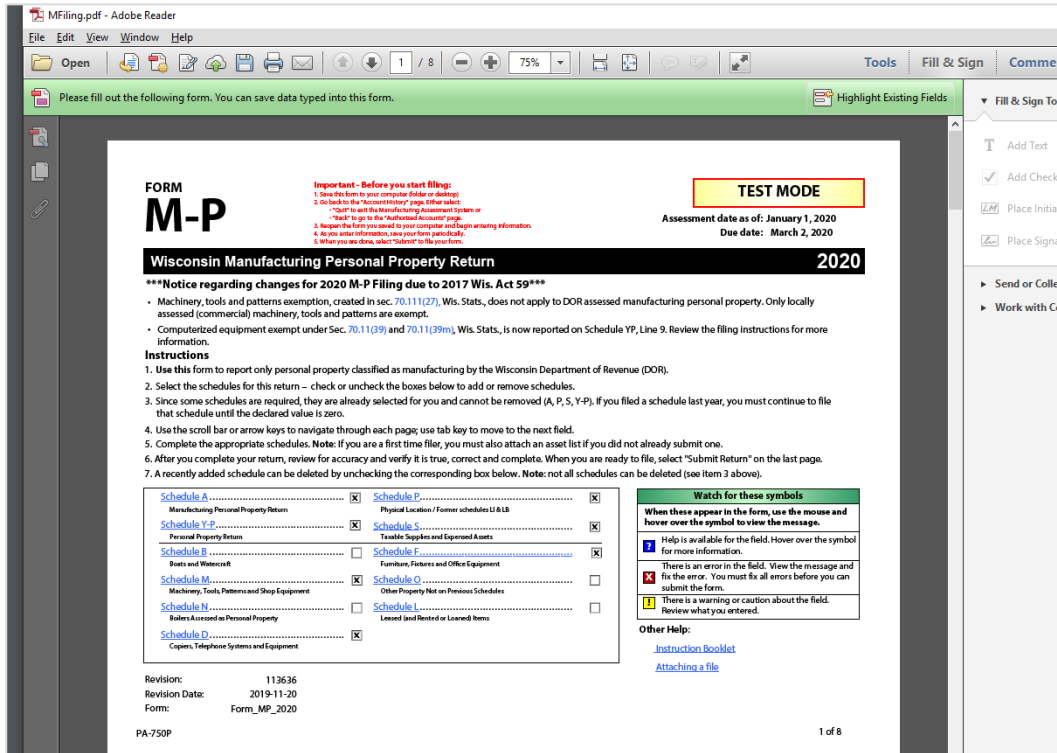 MFiling.pdf - Adobe Reader
File Edit View Window Help
Open 1 / 8 75% Tools Fill & Sign Comme
Please fill out the following form. You can save data typed into this form. Highlight Existing Fields
Fill & Sign To
T Add Text
Add Check
Place Initia
Place Signa
Send or Colle
Work with Ce
FORM
M-P
Important - Before you start filing:
1. Save this form to your computer (folder or desktop)
2. Go back to the "Account History" page. Either select:
- "Quit" to exit the Manufacturing Assessment System or
- "Back" to go to the "Authorized Accounts" page.
3. Reopen the form you saved to your computer and begin entering information.
4. As you enter information, save your form periodically.
5. When you are done, select "Submit" to file your form.
TEST MODE
Assessment date as of: January 1, 2020
Due date: March 2, 2020
Wisconsin Manufacturing Personal Property Return 2020
***Notice regarding changes for 2020 M-P Filing due to 2017 Wis. Act 59***
• Machinery, tools and patterns exemption, created in sec. 70.111(27), Wis. Stats., does not apply to DOR assessed manufacturing personal property. Only locally
assessed (commercial) machinery, tools and patterns are exempt.
• Computerized equipment exempt under Sec. 70.11(39) and 70.11(39m), Wis. Stats., is now reported on Schedule YP, Line 9. Review the filing instructions for more
information.
Instructions
1. Use this form to report only personal property classified as manufacturing by the Wisconsin Department of Revenue (DOR).
2. Select the schedules for this return – check or uncheck the boxes below to add or remove schedules.
3. Since some schedules are required, they are already selected for you and cannot be removed (A, P, S, Y-P). If you filed a schedule last year, you must continue to file
that schedule until the declared value is zero.
4. Use the scroll bar or arrow keys to navigate through each page; use tab key to move to the next field.
5. Complete the appropriate schedules. Note: If you are a first time filer, you must also attach an asset list if you did not already submit one.
6. After you complete your return, review for accuracy and verify it is true, correct and complete. When you are ready to file, select "Submit Return" on the last page.
7. A recently added schedule can be deleted by unchecking the corresponding box below. Note: not all schedules can be deleted (see item 3 above).
Schedule A X
Manufacturing Personal Property Return
Schedule Y-P X
Personal Property Return
Schedule B
Boats and Watercraft
Schedule M X
Machinery, Tools, Patterns and Shop Equipment
Schedule N
Boilers Assessed as Personal Property
Schedule D X
Copiers, Telephone Systems and Equipment
Schedule P X
Physical Location / Former schedules LI & LB
Schedule S X
Taxable Supplies and Expensed Assets
Schedule F X
Furniture, Fixtures and Office Equipment
Schedule O
Other Property Not on Previous Schedules
Schedule L
Leased (and Rented or Loaned) Items
Watch for these symbols
When these appear in the form, use the mouse and
hover over the symbol to view the message.
? Help is available for the field. Hover over the symbol
for more information.
There is an error in the field. View the message and
X fix the error. You must fix all errors before you can
submit the form.
! There is a warning or caution about the field.
Review what you entered.
Other Help:
Instruction Booklet
Attaching a file
Revision: 113636
Revision Date: 2019-11-20
Form: Form_MP_2020
PA-750P 1 of 8